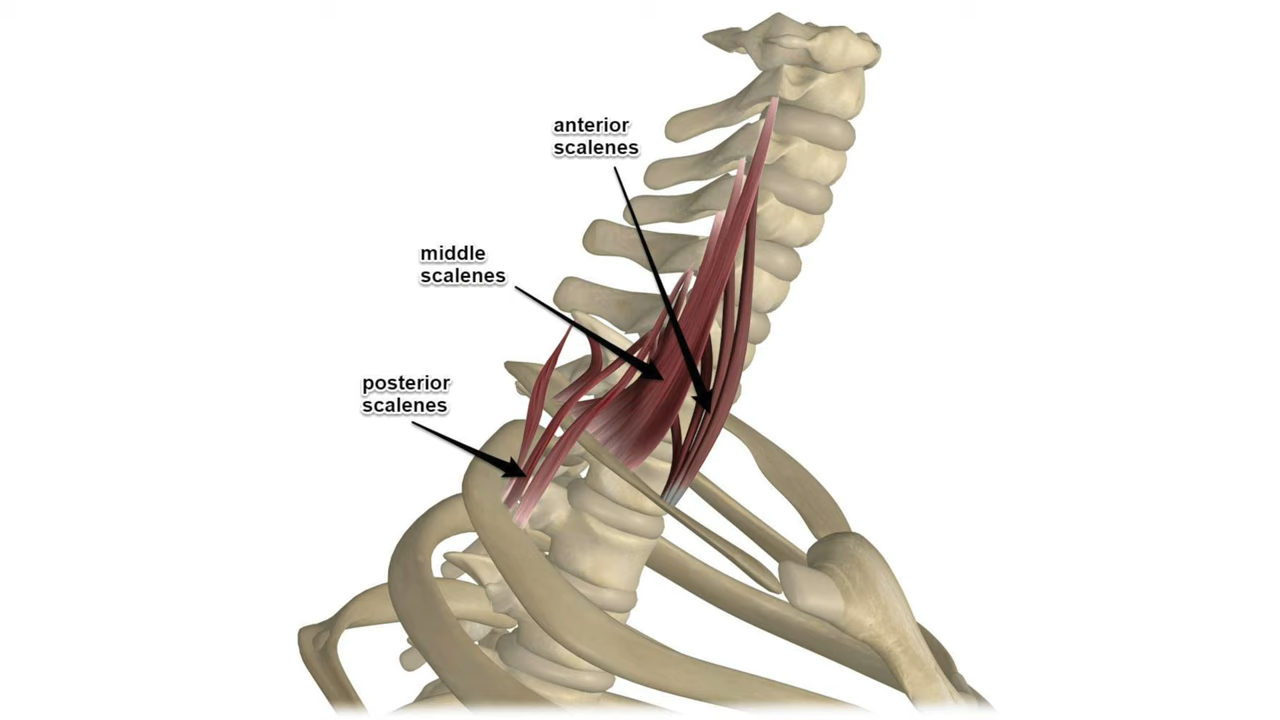 anterior
scalenes
middle
scalenes
posterior
scalenes